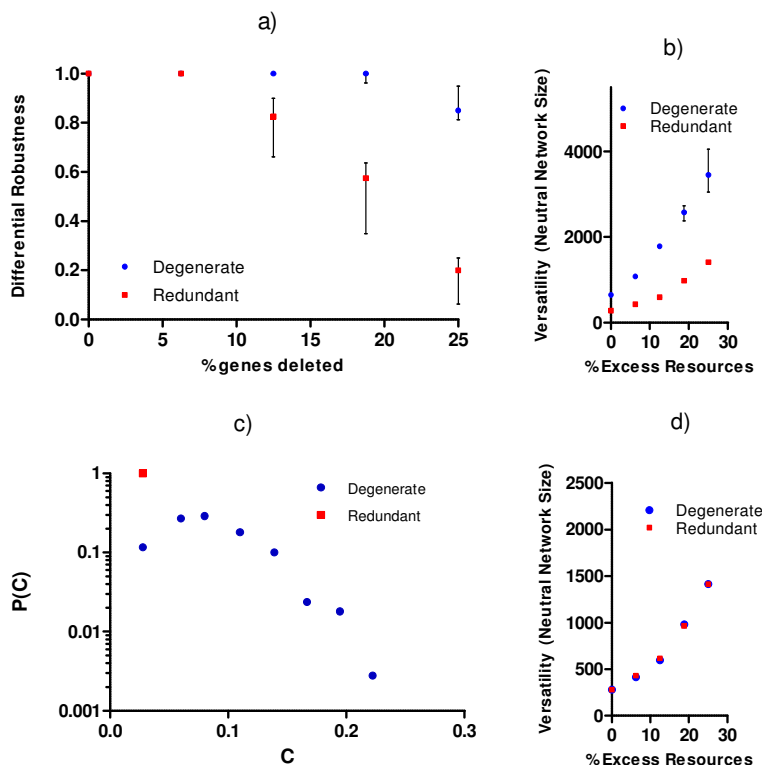 a)
Differential Robustness
1.0
0.8
0.6
0.4
0.2
0.0
Degenerate
Redundant
0
5
10
15
20
25
%genes deleted
b)
Versatility (Neutral Network Size)
4000
2000
0
Degenerate
Redundant
0
10
20
30
%Excess Resources
c)
P(C)
1
0.1
0.01
0.001
Degenerate
Redundant
0.0
0.1
0.2
0.3
C
d)
Versatility (Neutral Network Size)
2500
2000
1500
1000
500
0
Degenerate
Redundant
0
10
20
30
%Excess Resources